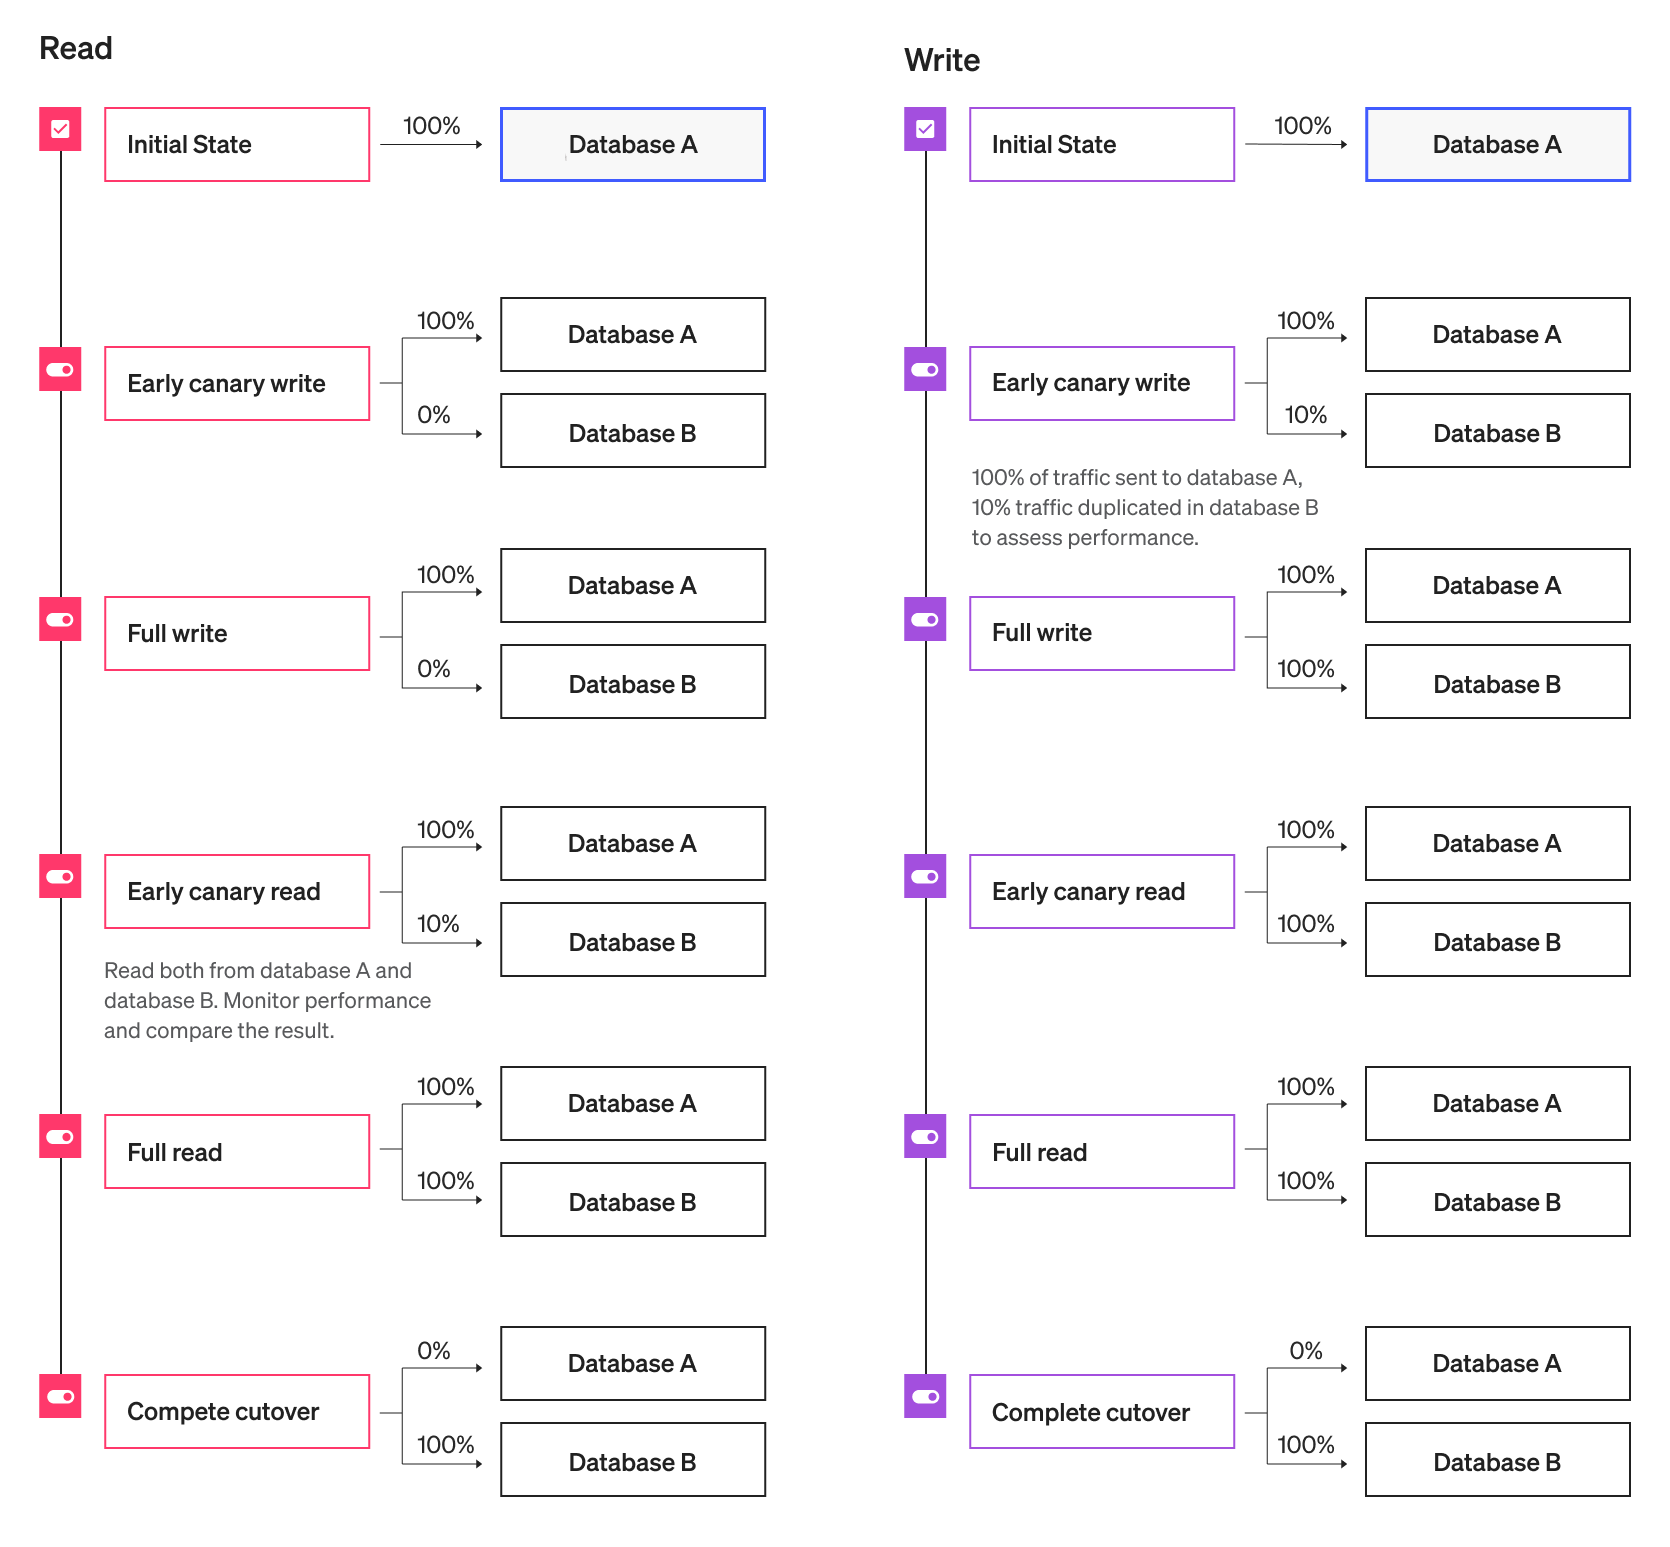 Read
Initial State
100%
Database A
Early canary write
100%
Database A
0%
Database B
Full write
100%
Database A
0%
Database B
Early canary read
100%
Database A
10%
Database B
Read both from database A and
database B. Monitor performance
and compare the result.
Full read
100%
Database A
100%
Database B
Compete cutover
0%
Database A
100%
Database B
Write
Initial State
100%
Database A
Early canary write
100%
Database A
10%
Database B
100% of traffic sent to database A,
10% traffic duplicated in database B
to assess performance.
Full write
100%
Database A
100%
Database B
Early canary read
100%
Database A
100%
Database B
Full read
100%
Database A
100%
Database B
Complete cutover
0%
Database A
100%
Database B